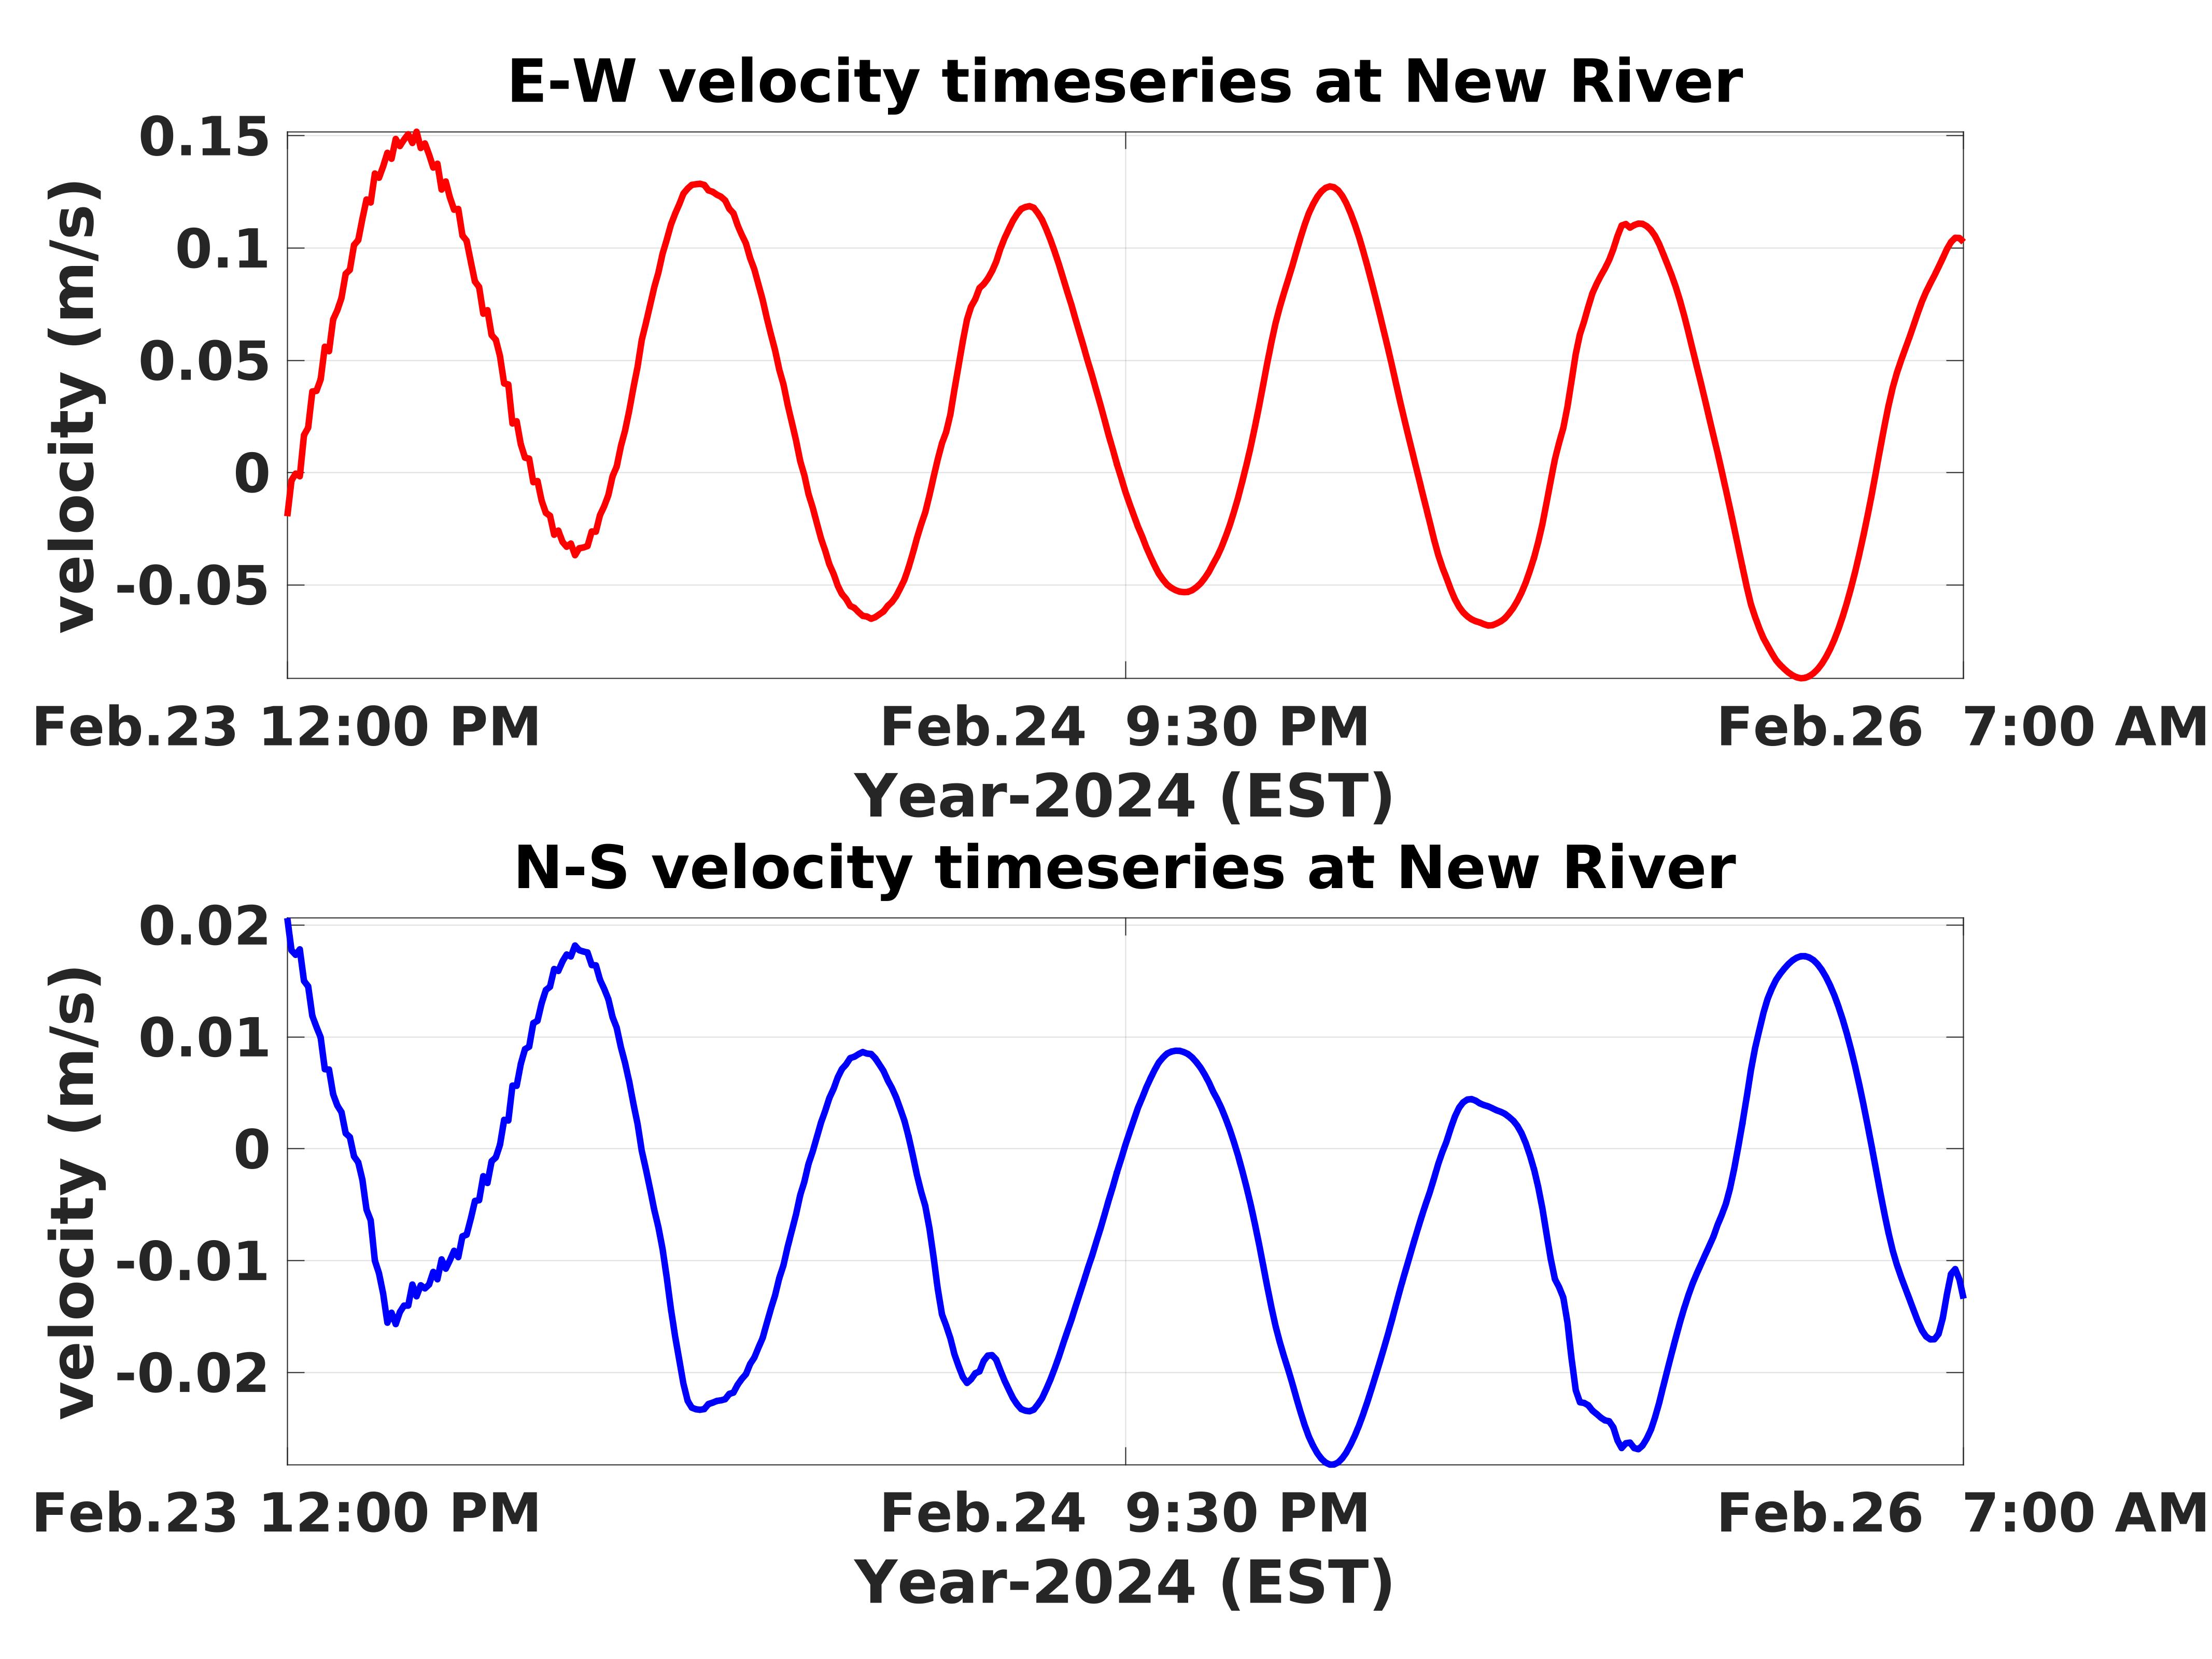 E-W velocity timeseries at New River
velocity (m/s)
0.15
0.1
0.05
0
-0.05
Feb.23 12:00 PM Feb.24 9:30 PM Feb.26 7:00 AM
Year-2024 (EST)
N-S velocity timeseries at New River
velocity (m/s)
0.02
0.01
0
-0.01
-0.02
Feb.23 12:00 PM Feb.24 9:30 PM Feb.26 7:00 AM
Year-2024 (EST)